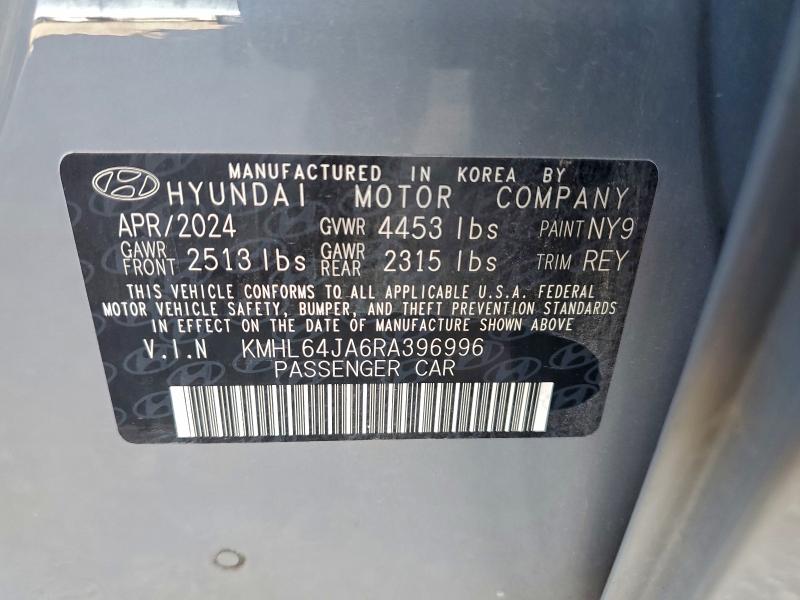 MANUFACTURED IN KOREA BY
HYUNDAI MOTOR COMPANY
APR/2024 GVWR 4453 lbs PAINT NY9
GAWR FRONT 2513 lbs GAWR REAR 2315 lbs TRIM REY
THIS VEHICLE CONFORMS TO ALL APPLICABLE U.S.A. FEDERAL
MOTOR VEHICLE SAFETY, BUMPER, AND THEFT PREVENTION STANDARDS
IN EFFECT ON THE DATE OF MANUFACTURE SHOWN ABOVE
V.I.N KMHL64JA6RA396996
PASSENGER CAR